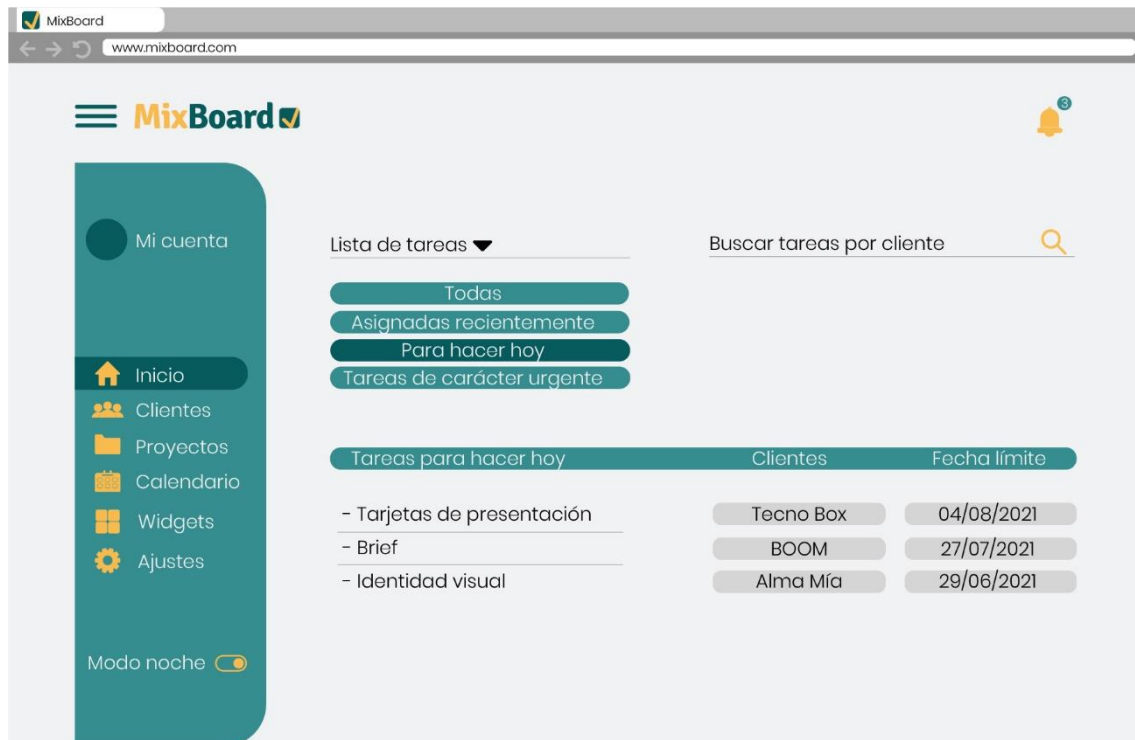 MixBoard
www.mixboard.com
MixBoard
3
Mi cuenta
Inicio
Clientes
Proyectos
Calendario
Widgets
Ajustes
Modo noche
Lista de tareas
Buscar tareas por cliente
Todas
Asignadas recientemente
Para hacer hoy
Tareas de carácter urgente
Tareas para hacer hoy Clientes Fecha límite
- Tarjetas de presentación Tecno Box 04/08/2021
- Brief BOOM 27/07/2021
- Identidad visual Alma Mía 29/06/2021